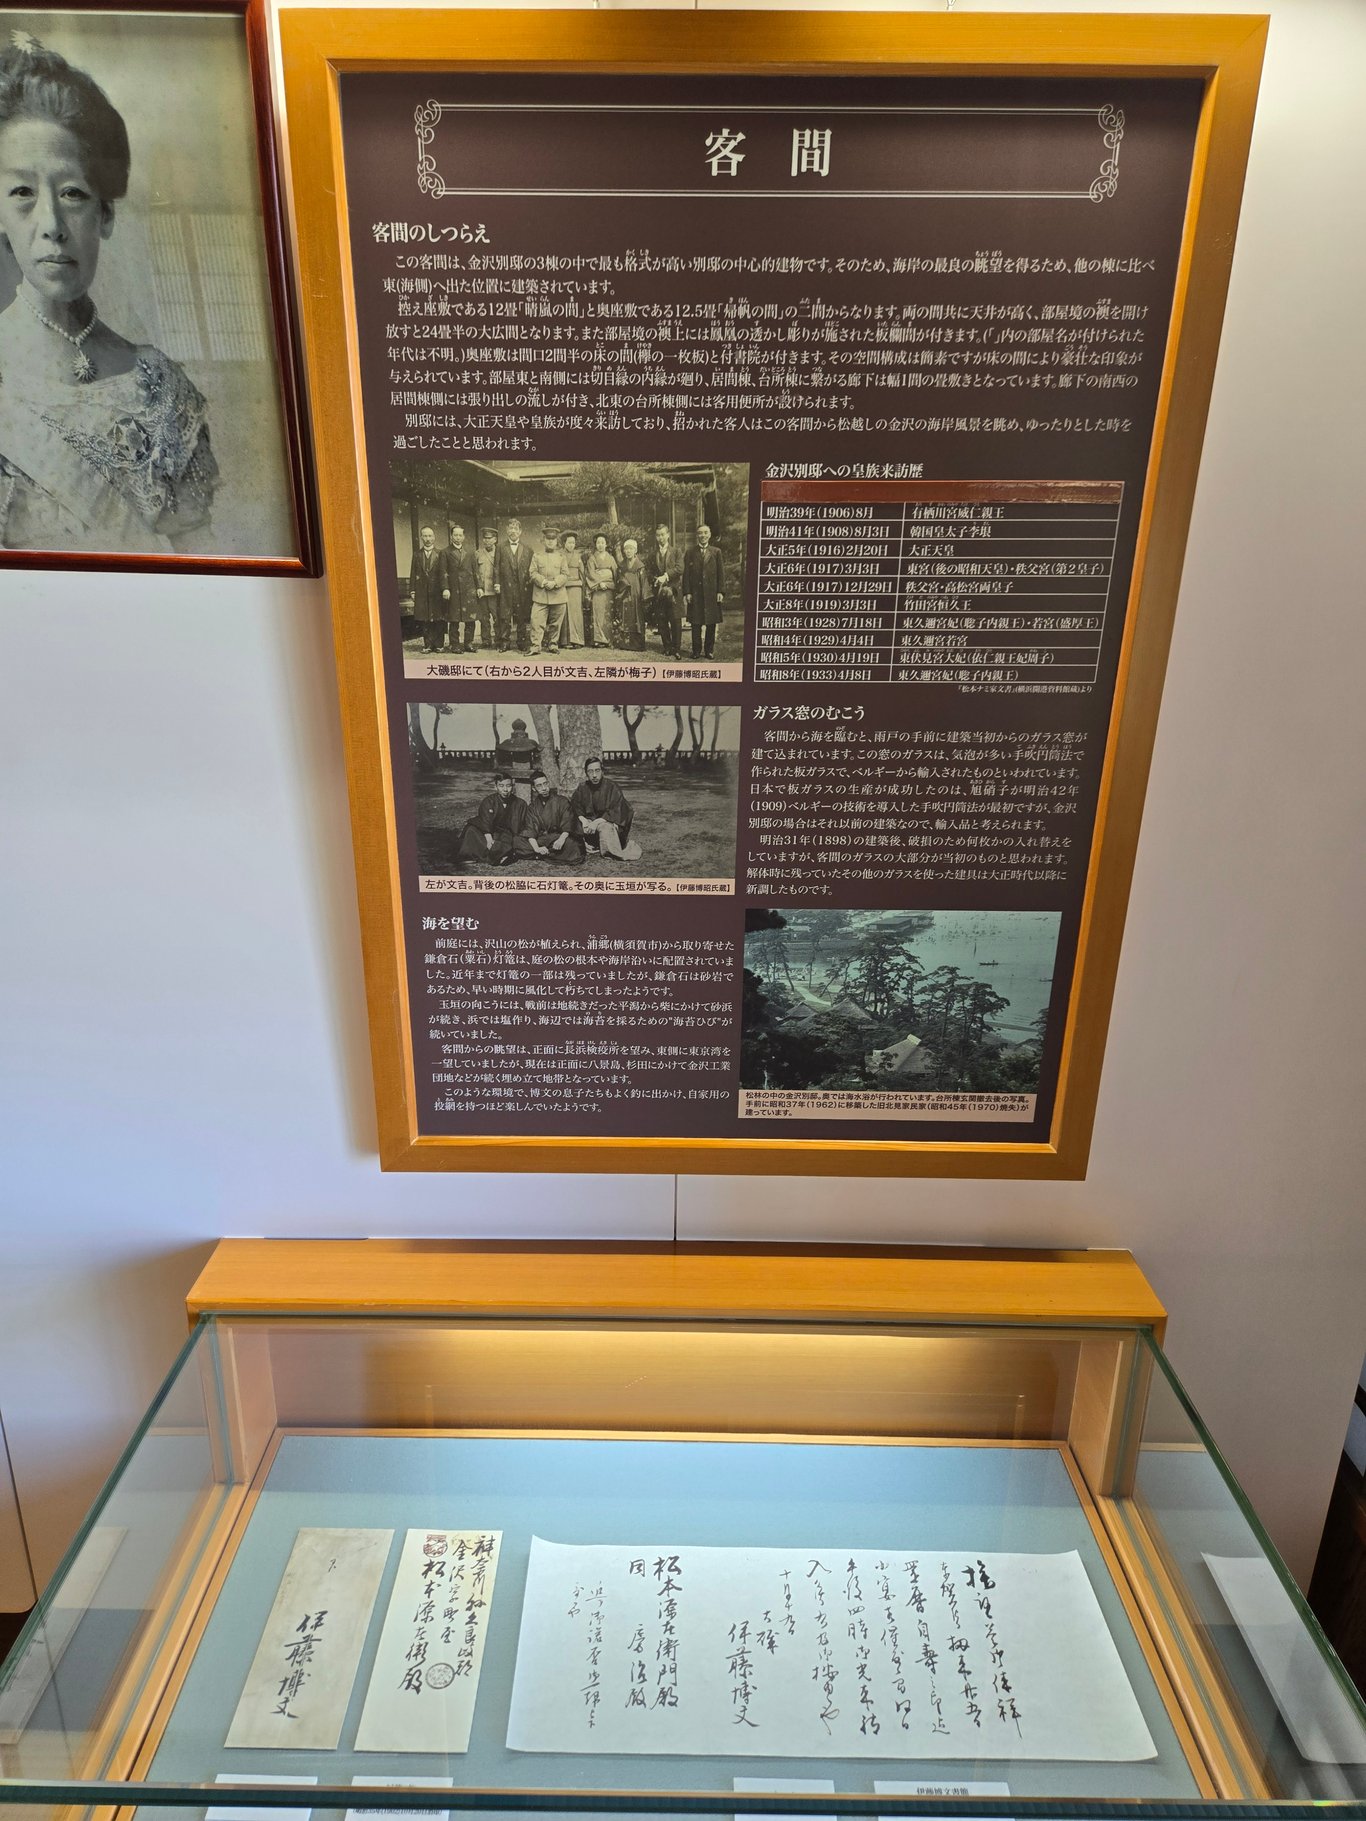 客間
客間のしつらえ
この客間は、金沢別邸の3棟の中で最も格式が高い別邸の中心的建物です。そのため、海岸の最良の眺望を得るため、他の棟に比べ
東(海側)へ出た位置に建築されています。
控え座敷である12畳「晴嵐の間」と奥座敷である12.5畳「帰帆の間」の二間からなります。両の間共に天井が高く、部屋境の襖を開け
放すと24畳半の大広間となります。また部屋境の襖上には鳳凰の透かし彫りが施された板欄間が付きます。(「」内の部屋名が付けられた
年代は不明。)奥座敷は間口2間半の床の間(欅の一枚板)と付書院が付きます。その空間構成は簡素ですが床の間により豪壮な印象が
与えられています。部屋東と南側には切目縁の内縁が廻り、居間棟、台所棟に繋がる廊下は幅1間の畳敷きとなっています。廊下の南西の
居間棟側には張り出しの流しが付き、北東の台所棟側には客用便所が設けられます。
別邸には、大正天皇や皇族が度々来訪しており、招かれた客人はこの客間から松越しの金沢の海岸風景を眺め、ゆったりとした時を
過ごしたことと思われます。
大磯邸にて(右から2人目が文吉、左隣が梅子)【伊藤博昭氏蔵】
金沢別邸への皇族来訪歴
明治39年(1906)8月 有栖川宮威仁親王
明治41年(1908)8月3日 韓国皇太子李垠
大正5年(1916)2月20日 大正天皇
大正6年(1917)3月3日 東宮(後の昭和天皇)・秩父宮(第2皇子)
大正6年(1917)12月29日 秩父宮・高松宮両皇子
大正8年(1919)3月3日 竹田宮恒久王
昭和3年(1928)7月18日 東久邇宮妃(聡子内親王)・若宮(盛厚王)
昭和4年(1929)4月4日 東久邇宮若宮
昭和5年(1930)4月19日 東伏見宮大妃(依仁親王妃周子)
昭和8年(1933)4月8日 東久邇宮妃(聡子内親王)
「松本ナミ家文書」(横浜開港資料館蔵)より
左が文吉。背後の松脇に石灯篭。その奥に玉垣が写る。【伊藤博昭氏蔵】
ガラス窓のむこう
客間から海を臨むと、雨戸の手前に建築当初からのガラス窓が
建て込まれています。この窓のガラスは、気泡が多い手吹円筒法で
作られた板ガラスで、ベルギーから輸入されたものといわれています。
日本で板ガラスの生産が成功したのは、旭硝子が明治42年
(1909)ベルギーの技術を導入した手吹円筒法が最初ですが、金沢
別邸の場合はそれ以前の建築なので、輸入品と考えられます。
明治31年(1898)の建築後、破損のため何枚かの入れ替えを
していますが、客間のガラスの大部分が当初のものと思われます。
解体時に残っていたその他のガラスを使った建具は大正時代以降に
新調したものです。
海を望む
前庭には、沢山の松が植えられ、浦郷(横須賀市)から取り寄せた
鎌倉石(粟石)灯篭は、庭の松の根本や海岸沿いに配置されていま
した。近年まで灯篭の一部は残っていましたが、鎌倉石は砂岩で
あるため、早い時期に風化して朽ちてしまったようです。
玉垣の向こうには、戦前は地続きだった平潟から柴にかけて砂浜
が続き、浜では塩作り、海辺では海苔を採るための"海苔ひび"が
続いていました。
客間からの眺望は、正面に長浜検疫所を望み、東側に東京湾を
一望していましたが、現在は正面に八景島、杉田にかけて金沢工業
団地などが続く埋め立て地帯となっています。
このような環境で、博文の息子たちもよく釣に出かけ、自家用の
投網を持つほど楽しんでいたようです。
松林の中の金沢別邸。奥では海水浴が行われています。台所棟玄関撤去後の写真。
手前に昭和37年(1962)に移築した旧北見家民家(昭和45年(1970)焼失)が
建っています。
伊藤博文
松本源左衛門殿
大磯
伊藤博文
伊藤博文書簡